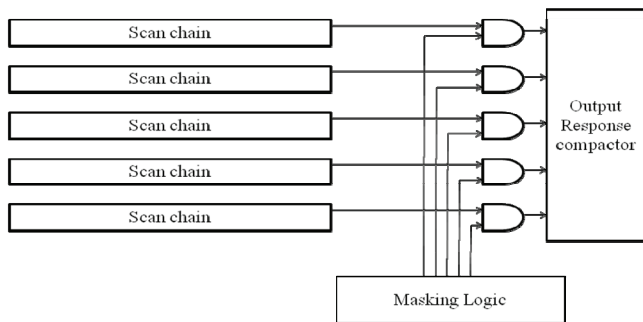 Scan chain
Scan chain
Scan chain
Scan chain
Scan chain
Output
Response
compactor
Masking Logic